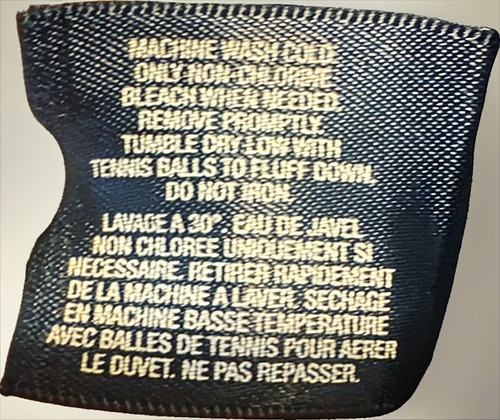 MACHINE WASH COLD.
ONLY NON-CHLORINE
BLEACH WHEN NEEDED.
REMOVE PROMPTLY.
TUMBLE DRY LOW WITH
TENNIS BALLS TO FLUFF DOWN.
DO NOT IRON.
LAVAGE A 30°. EAU DE JAVEL
NON CHLOREE UNIQUEMENT SI
NECESSAIRE. RETIRER RAPIDEMENT
DE LA MACHINE A LAVER. SECHAGE
EN MACHINE BASSE TEMPERATURE
AVEC BALLES DE TENNIS POUR AERER
LE DUVET. NE PAS REPASSER.